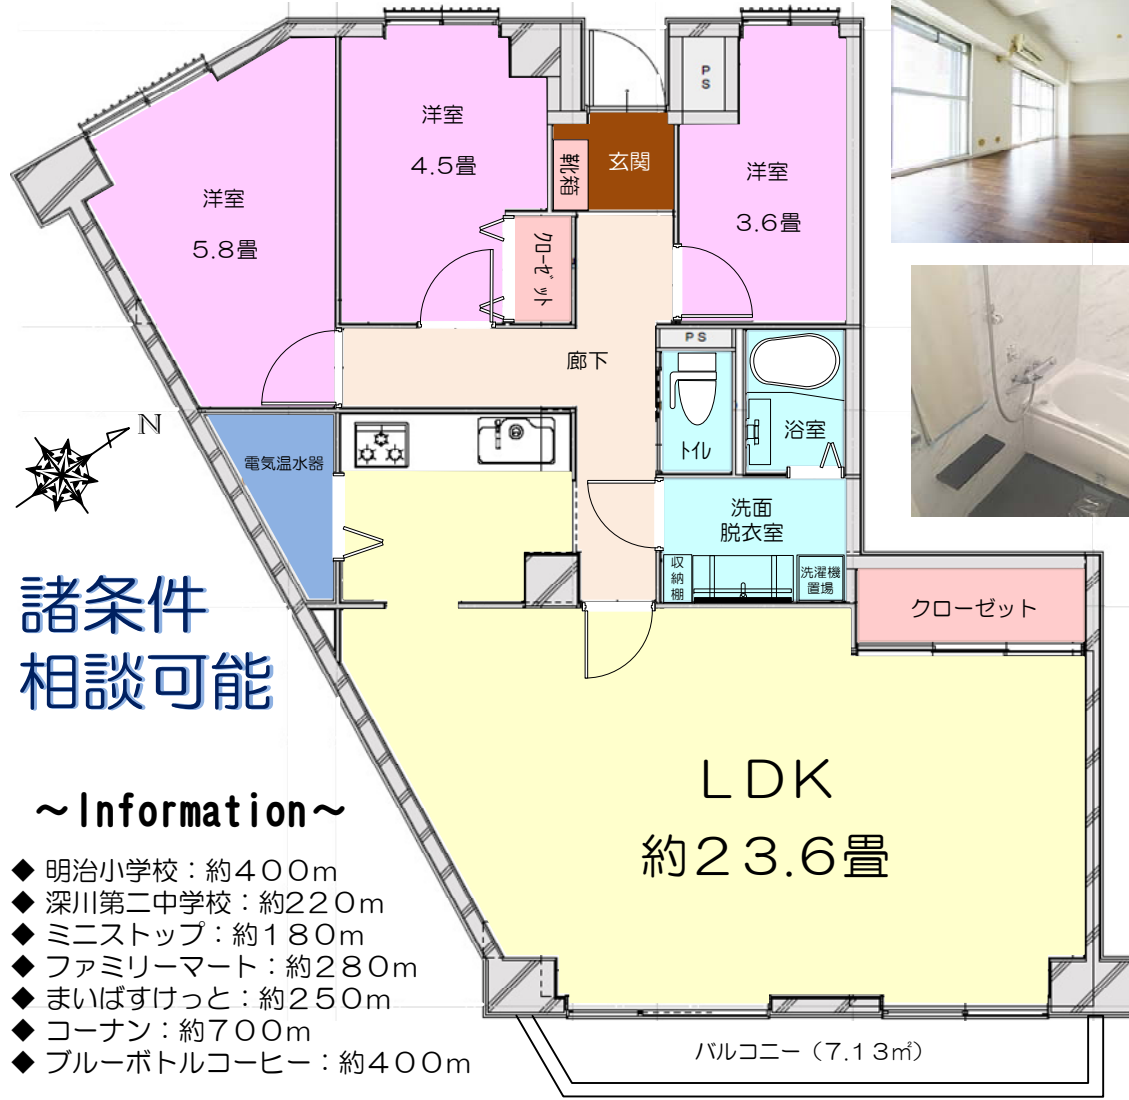 洋室
5.8畳
洋室
4.5畳
クローゼット
靴箱
玄関
PS
洋室
3.6畳
廊下
PS
トイレ
浴室
洗面
脱衣室
収納棚
洗濯機
置場
電気温水器
N
クローゼット
LDK
約23.6畳
バルコニー（7.13㎡）
諸条件
相談可能
～Information～
◆ 明治小学校：約400m
◆ 深川第二中学校：約220m
◆ ミニストップ：約180m
◆ ファミリーマート：約280m
◆ まいばすけっと：約250m
◆ コーナン：約700m
◆ ブルーボトルコーヒー：約400m